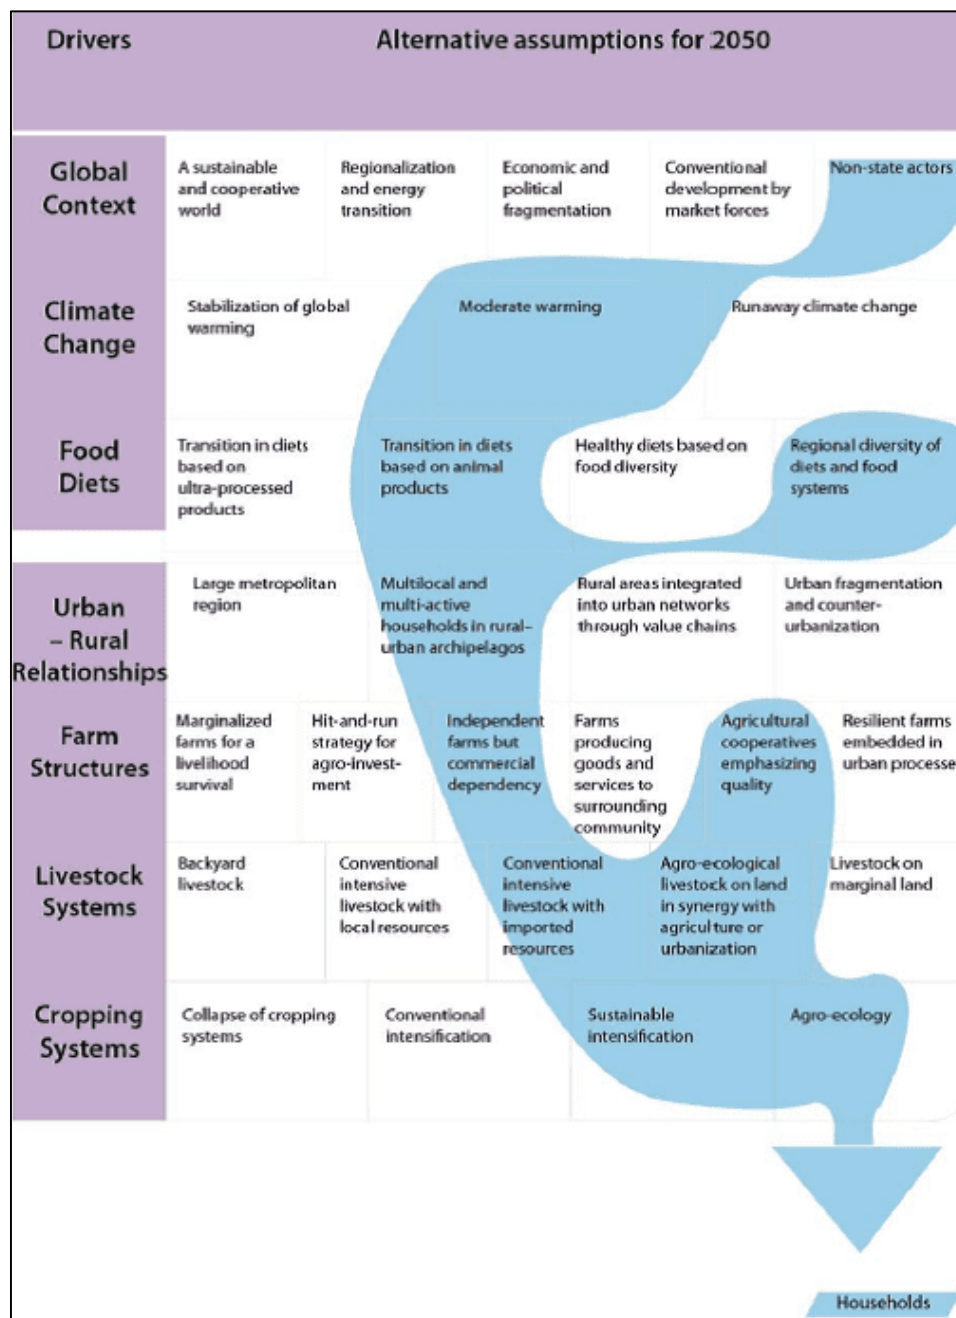 Drivers
Alternative assumptions for 2050
Global
Context
A sustainable
and cooperative
world
Regionalization
and energy
transition
Economic and
political
fragmentation
Conventional
development by
market forces
Non-state actors
Climate
Change
Stabilization of global
warming
Moderate warming
Runaway climate change
Food
Diets
Transition in diets
based on
ultra-processed
products
Transition in diets
based on animal
products
Healthy diets based on
food diversity
Regional diversity of
diets and food
systems
Urban
– Rural
Relationships
Large metropolitan
region
Multilocal and
multi-active
households in rural–
urban archipelagos
Rural areas integrated
into urban networks
through value chains
Urban fragmentation
and counter-
urbanization
Farm
Structures
Marginalized
farms for a
livelihood
survival
Hit-and-run
strategy for
agro-invest-
ment
Independent
farms but
commercial
dependency
Farms
producing
goods and
services to
surrounding
community
Agricultural
cooperatives
emphasizing
quality
Resilient farms
embedded in
urban processe
Livestock
Systems
Backyard
livestock
Conventional
intensive
livestock with
local resources
Conventional
intensive
livestock with
imported
resources
Agro-ecological
livestock on land
in synergy with
agriculture or
urbanization
Livestock on
marginal land
Cropping
Systems
Collapse of cropping
systems
Conventional
intensification
Sustainable
intensification
Agro-ecology
Households